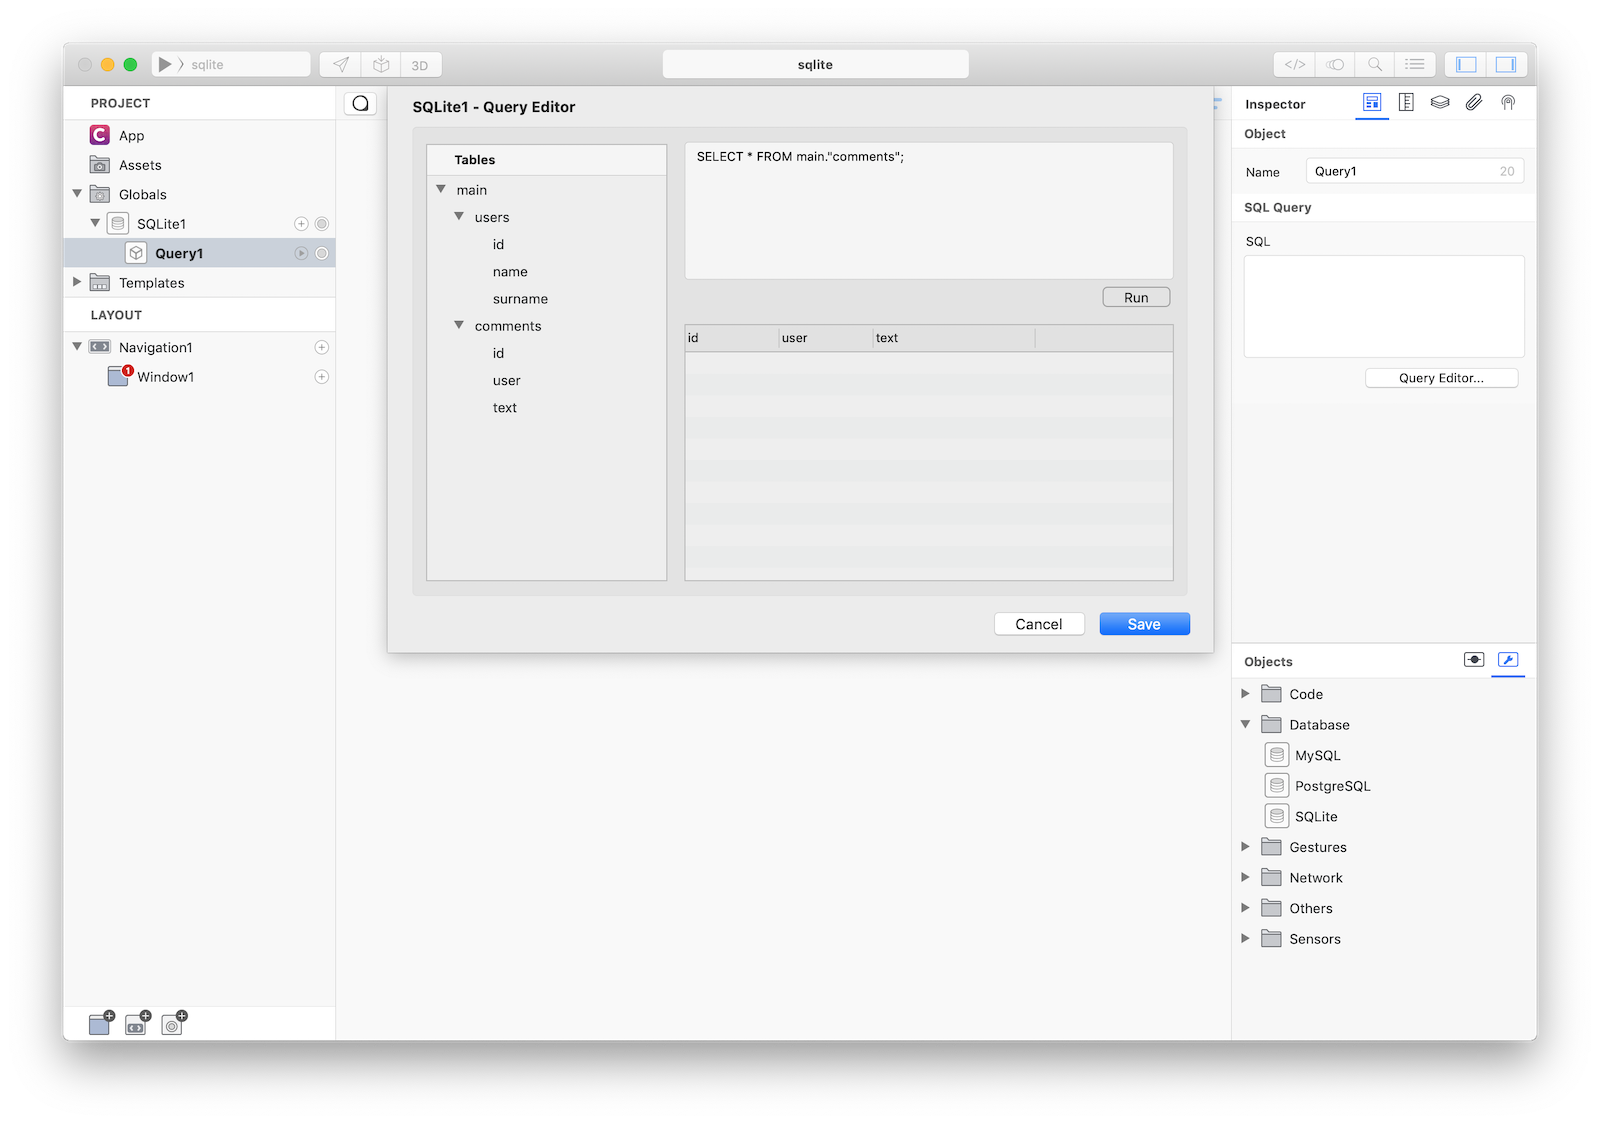 sqlite
3D
sqlite
</>
PROJECT
App
Assets
Globals
SQLite1
Query1
Templates
LAYOUT
Navigation1
1
Window1
SQLite1 - Query Editor
Tables
main
users
id
name
surname
comments
id
user
text
SELECT * FROM main."comments";
Run
id user text
Cancel
Save
Inspector
Object
Name Query1 20
SQL Query
SQL
Query Editor...
Objects
Code
Database
MySQL
PostgreSQL
SQLite
Gestures
Network
Others
Sensors